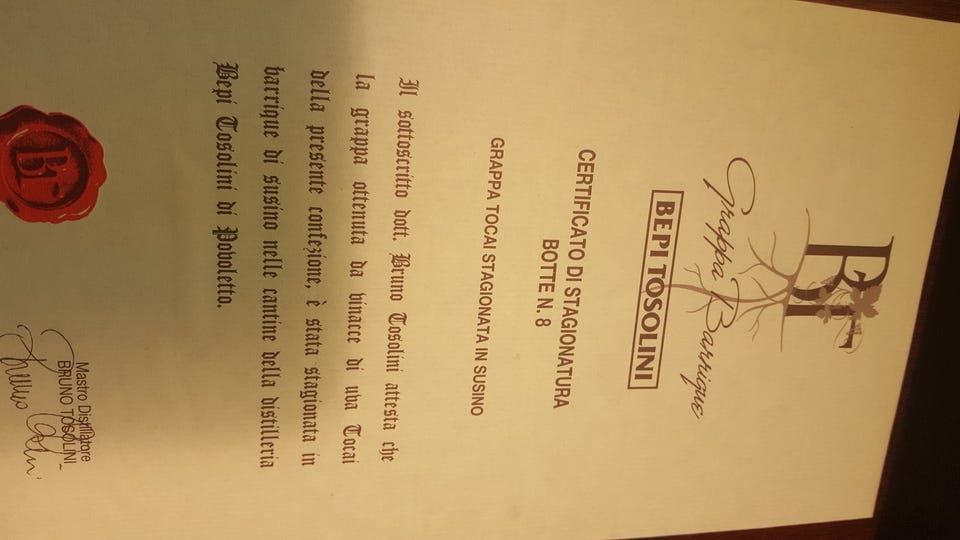 BT
Grappa Barrique
BEPI TOSOLINI
CERTIFICATO DI STAGIONATURA
BOTTE N. 8
GRAPPA TOCAI STAGIONATA IN SUSINO
Il sottoscritto dott. Bruno Tosolini attesta che
la grappa ottenuta da vinacce di uva Tocai
della presente confezione, è stata stagionata in
barrique di susino nelle cantine della distilleria
Bepi Tosolini di Povoletto.
Mastro Distillatore
BRUNO TOSOLINI
BT